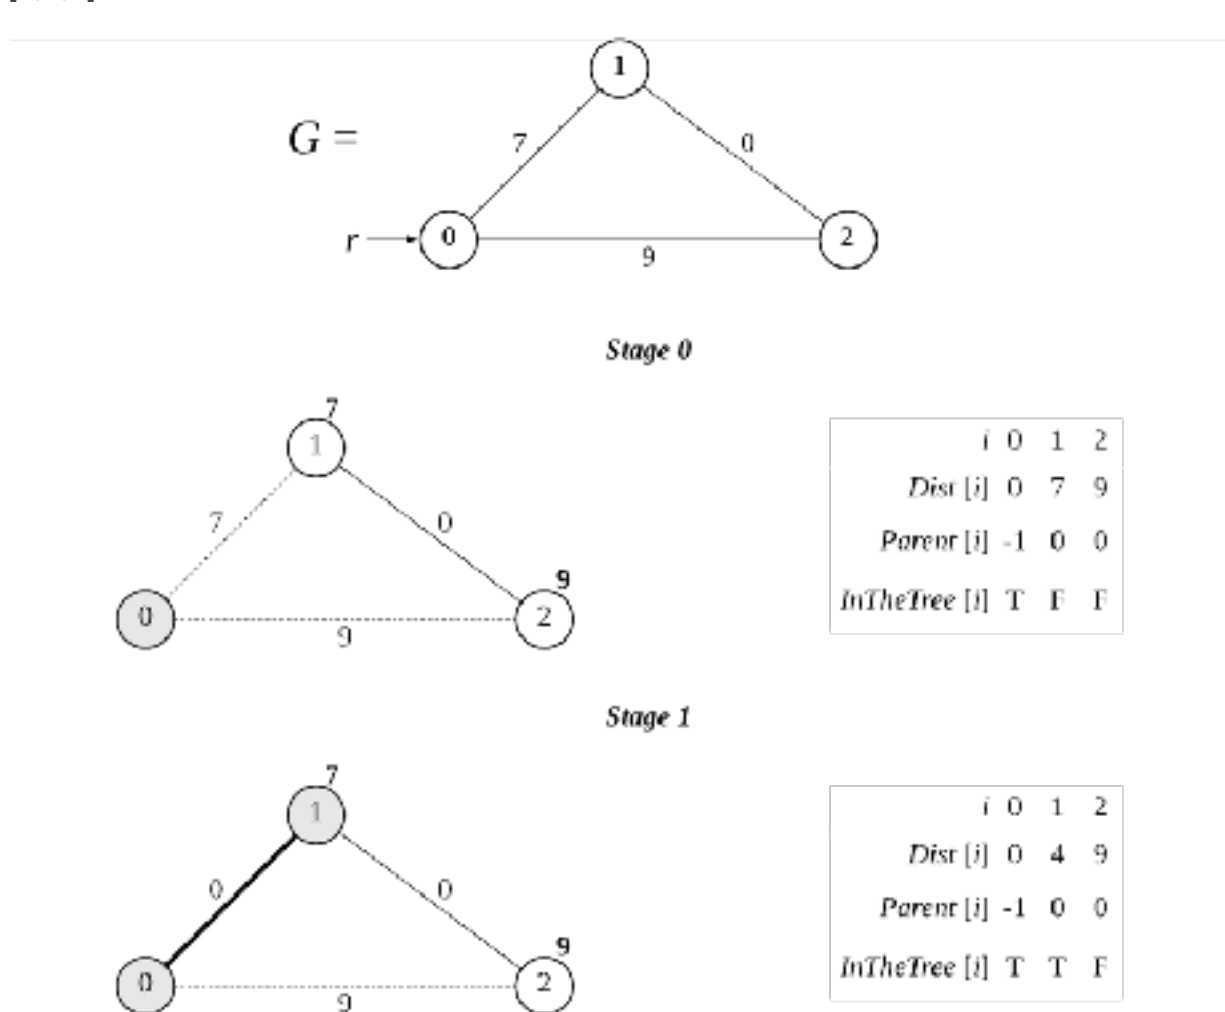 1
G =
7 0
r 0 2
9
Stage 0
7
1
7 0
9
0 2
9
i 0 1 2
Dist [i] 0 7 9
Parent [i] -1 0 0
InTheTree [i] T F F
Stage 1
7
1
0 0
9
0 2
9
i 0 1 2
Dist [i] 0 4 9
Parent [i] -1 0 0
InTheTree [i] T T F